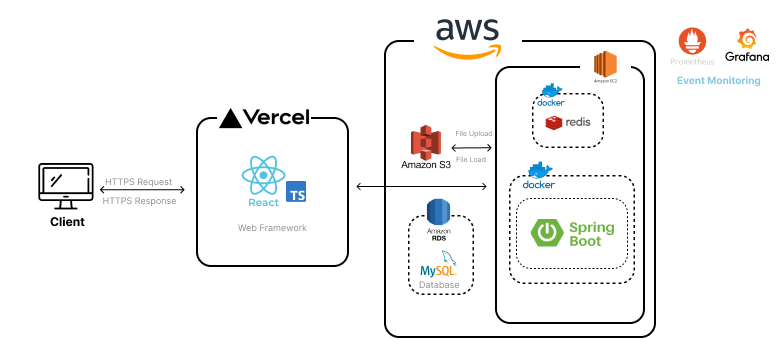 aws
Prometheus
Grafana
Event Monitoring
Amazon EC2
docker
redis
Vercel
File Upload
File Load
Amazon S3
docker
HTTPS Request
HTTPS Response
Client
React
TS
Web Framework
Amazon
RDS
MySQL
Database
Spring
Boot